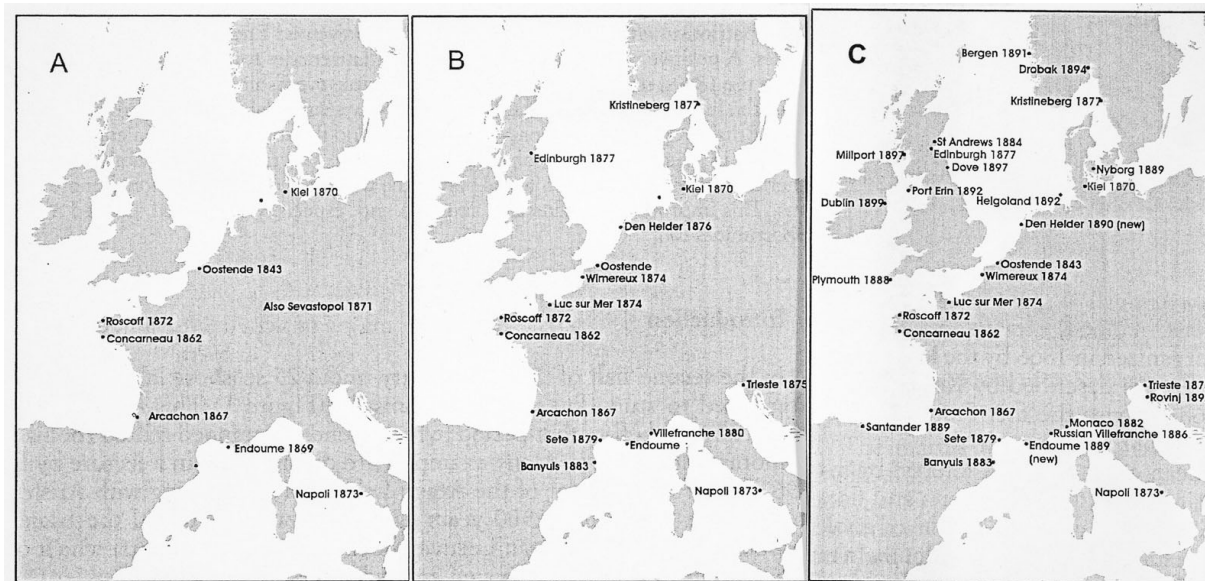 A
Kiel 1870
Oostende 1843
Also Sevastopol 1871
Roscoff 1872
Concarneau 1862
Arcachon 1867
Endoume 1869
Napoli 1873
B
Kristineberg 1877
Edinburgh 1877
Kiel 1870
Den Helder 1876
Oostende
Wimereux 1874
Luc sur Mer 1874
Roscoff 1872
Concarneau 1862
Trieste 1875
Arcachon 1867
Villefranche 1880
Sete 1879
Endoume
Banyuls 1883
Napoli 1873
C
Bergen 1891
Drobak 1894
Kristineberg 1877
St Andrews 1884
Edinburgh 1877
Millport 1897
Dove 1897
Nyborg 1889
Kiel 1870
Port Erin 1892
Helgoland 1892
Dublin 1899
Den Helder 1890 (new)
Oostende 1843
Wimereux 1874
Plymouth 1888
Luc sur Mer 1874
Roscoff 1872
Concarneau 1862
Trieste 187
Rovinj 189
Arcachon 1867
Monaco 1882
Santander 1889
Russian Villefranche 1886
Sete 1879
Endoume 1889
(new)
Banyuls 1883
Napoli 1873